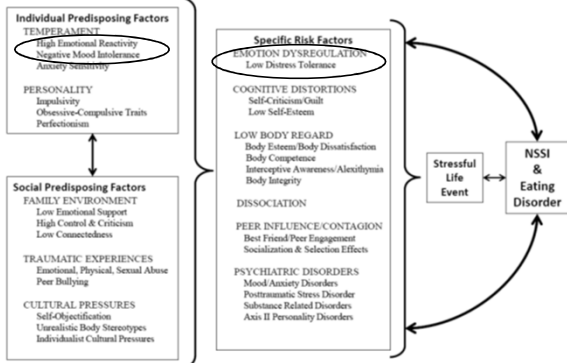 Individual Predisposing Factors
TEMPERAMENT
High Emotional Reactivity
Negative Mood Intolerance
Anxiety Sensitivity
PERSONALITY
Impulsivity
Obsessive-Compulsive Traits
Perfectionism
Social Predisposing Factors
FAMILY ENVIRONMENT
Low Emotional Support
High Control & Criticism
Low Connectedness
TRAUMATIC EXPERIENCES
Emotional, Physical, Sexual Abuse
Peer Bullying
CULTURAL PRESSURES
Self-Objectification
Unrealistic Body Stereotypes
Individualist Cultural Pressures
Specific Risk Factors
EMOTION DYSREGULATION
Low Distress Tolerance
COGNITIVE DISTORTIONS
Self-Criticism/Guilt
Low Self-Esteem
LOW BODY REGARD
Body Esteem/Body Dissatisfaction
Body Competence
Interceptive Awareness/Alexithymia
Body Integrity
DISSOCIATION
PEER INFLUENCE/CONTAGION
Best Friend/Peer Engagement
Socialization & Selection Effects
PSYCHIATRIC DISORDERS
Mood/Anxiety Disorders
Posttraumatic Stress Disorder
Substance Related Disorders
Axis II Personality Disorders
Stressful
Life
Event
NSSI
&
Eating
Disorder